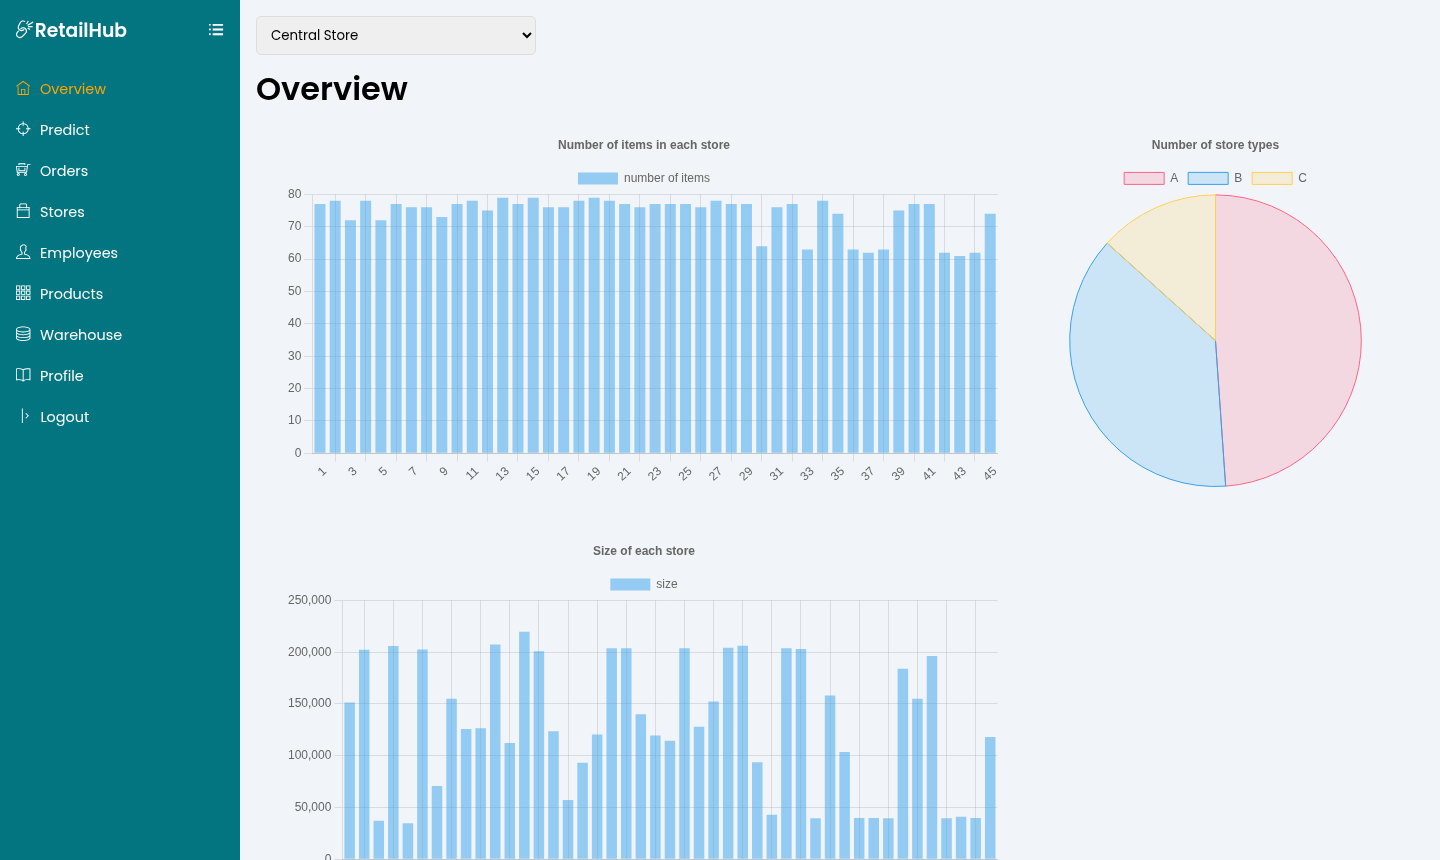 RetailHub
Overview
Predict
Orders
Stores
Employees
Products
Warehouse
Profile
Logout
Central Store
Overview
Number of items in each store
number of items
80
70
60
50
40
30
20
10
0
1 3 5 7 9 11 13 15 17 19 21 23 25 27 29 31 33 35 37 39 41 43 45
Number of store types
A B C
Size of each store
size
250,000
200,000
150,000
100,000
50,000
0